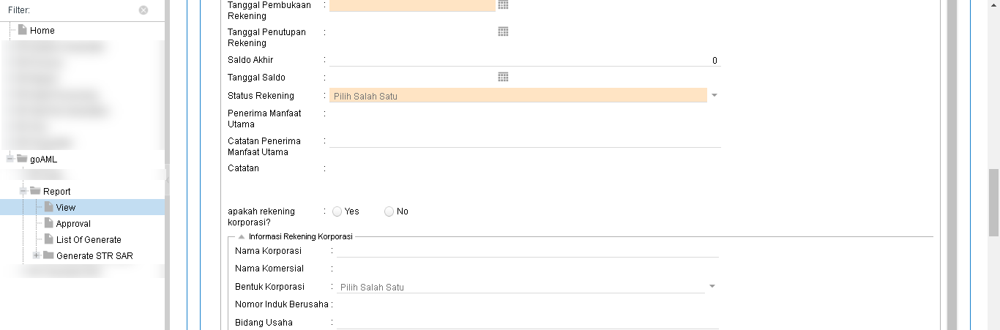 Filter:
Home
goAML
Report
View
Approval
List Of Generate
Generate STR SAR
Tanggal Pembukaan
Rekening
Tanggal Penutupan :
Rekening
Saldo Akhir : 0
Tanggal Saldo :
Status Rekening : Pilih Salah Satu
Penerima Manfaat :
Utama
Catatan Penerima :
Manfaat Utama
Catatan :
apakah rekening : Yes No
korporasi?
Informasi Rekening Korporasi
Nama Korporasi :
Nama Komersial :
Bentuk Korporasi : Pilih Salah Satu
Nomor Induk Berusaha :
Bidang Usaha :